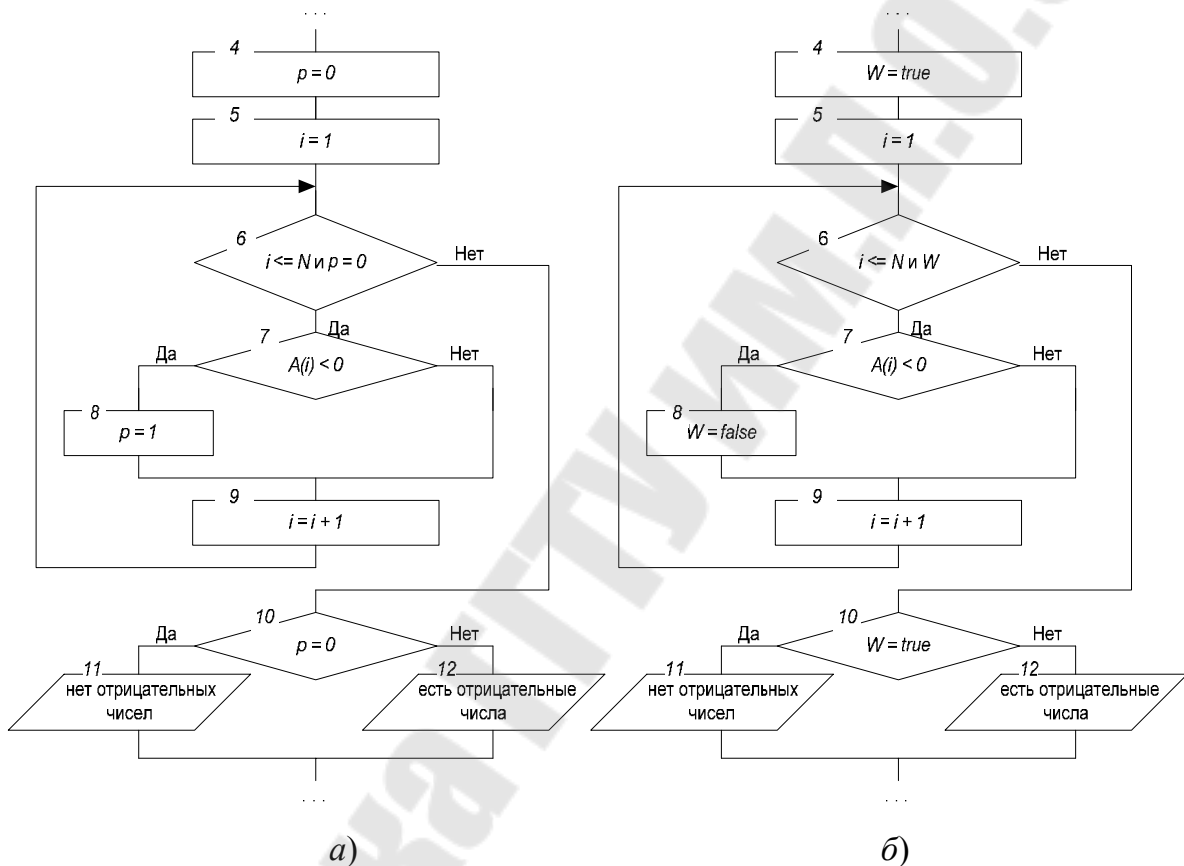 . . .
4
p = 0
5
i = 1
6
i <= N и p = 0
Нет
Да
7
A(i) < 0
Да
Нет
8
p = 1
9
i = i + 1
10
p = 0
Да
Нет
11
нет отрицательных
чисел
12
есть отрицательные
числа
. . .
а)
. . .
4
W = true
5
i = 1
6
i <= N и W
Нет
Да
7
A(i) < 0
Да
Нет
8
W = false
9
i = i + 1
10
W = true
Да
Нет
11
нет отрицательных
чисел
12
есть отрицательные
числа
. . .
б)